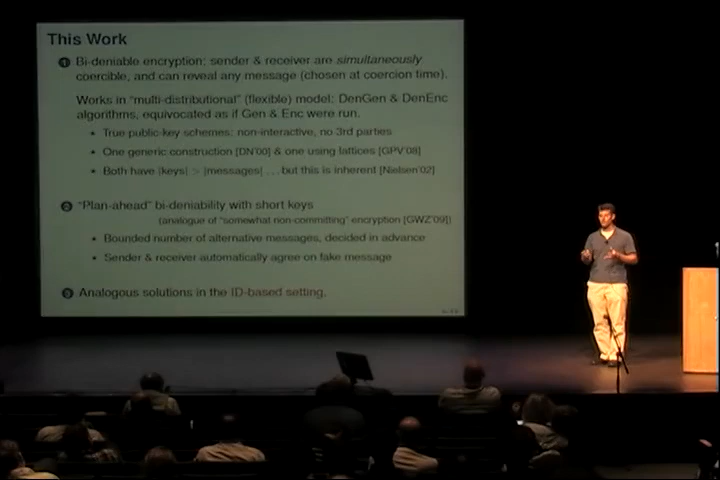 This Work
1 Bi-deniable encryption: sender & receiver are simultaneously
coercible, and can reveal any message (chosen at coercion time).
Works in "multi-distributional" (flexible) model: DenGen & DenEnc
algorithms, equivocated as if Gen & Enc were run.
• True public-key schemes: non-interactive, no 3rd parties
• One generic construction [DN'00] & one using lattices [GPV'08]
• Both have |keys| > |messages| . . . but this is inherent [Nielsen'02]
2 "Plan-ahead" bi-deniability with short keys
(analogue of "somewhat non-committing" encryption [GWZ'09])
• Bounded number of alternative messages, decided in advance
• Sender & receiver automatically agree on fake message
3 Analogous solutions in the ID-based setting.